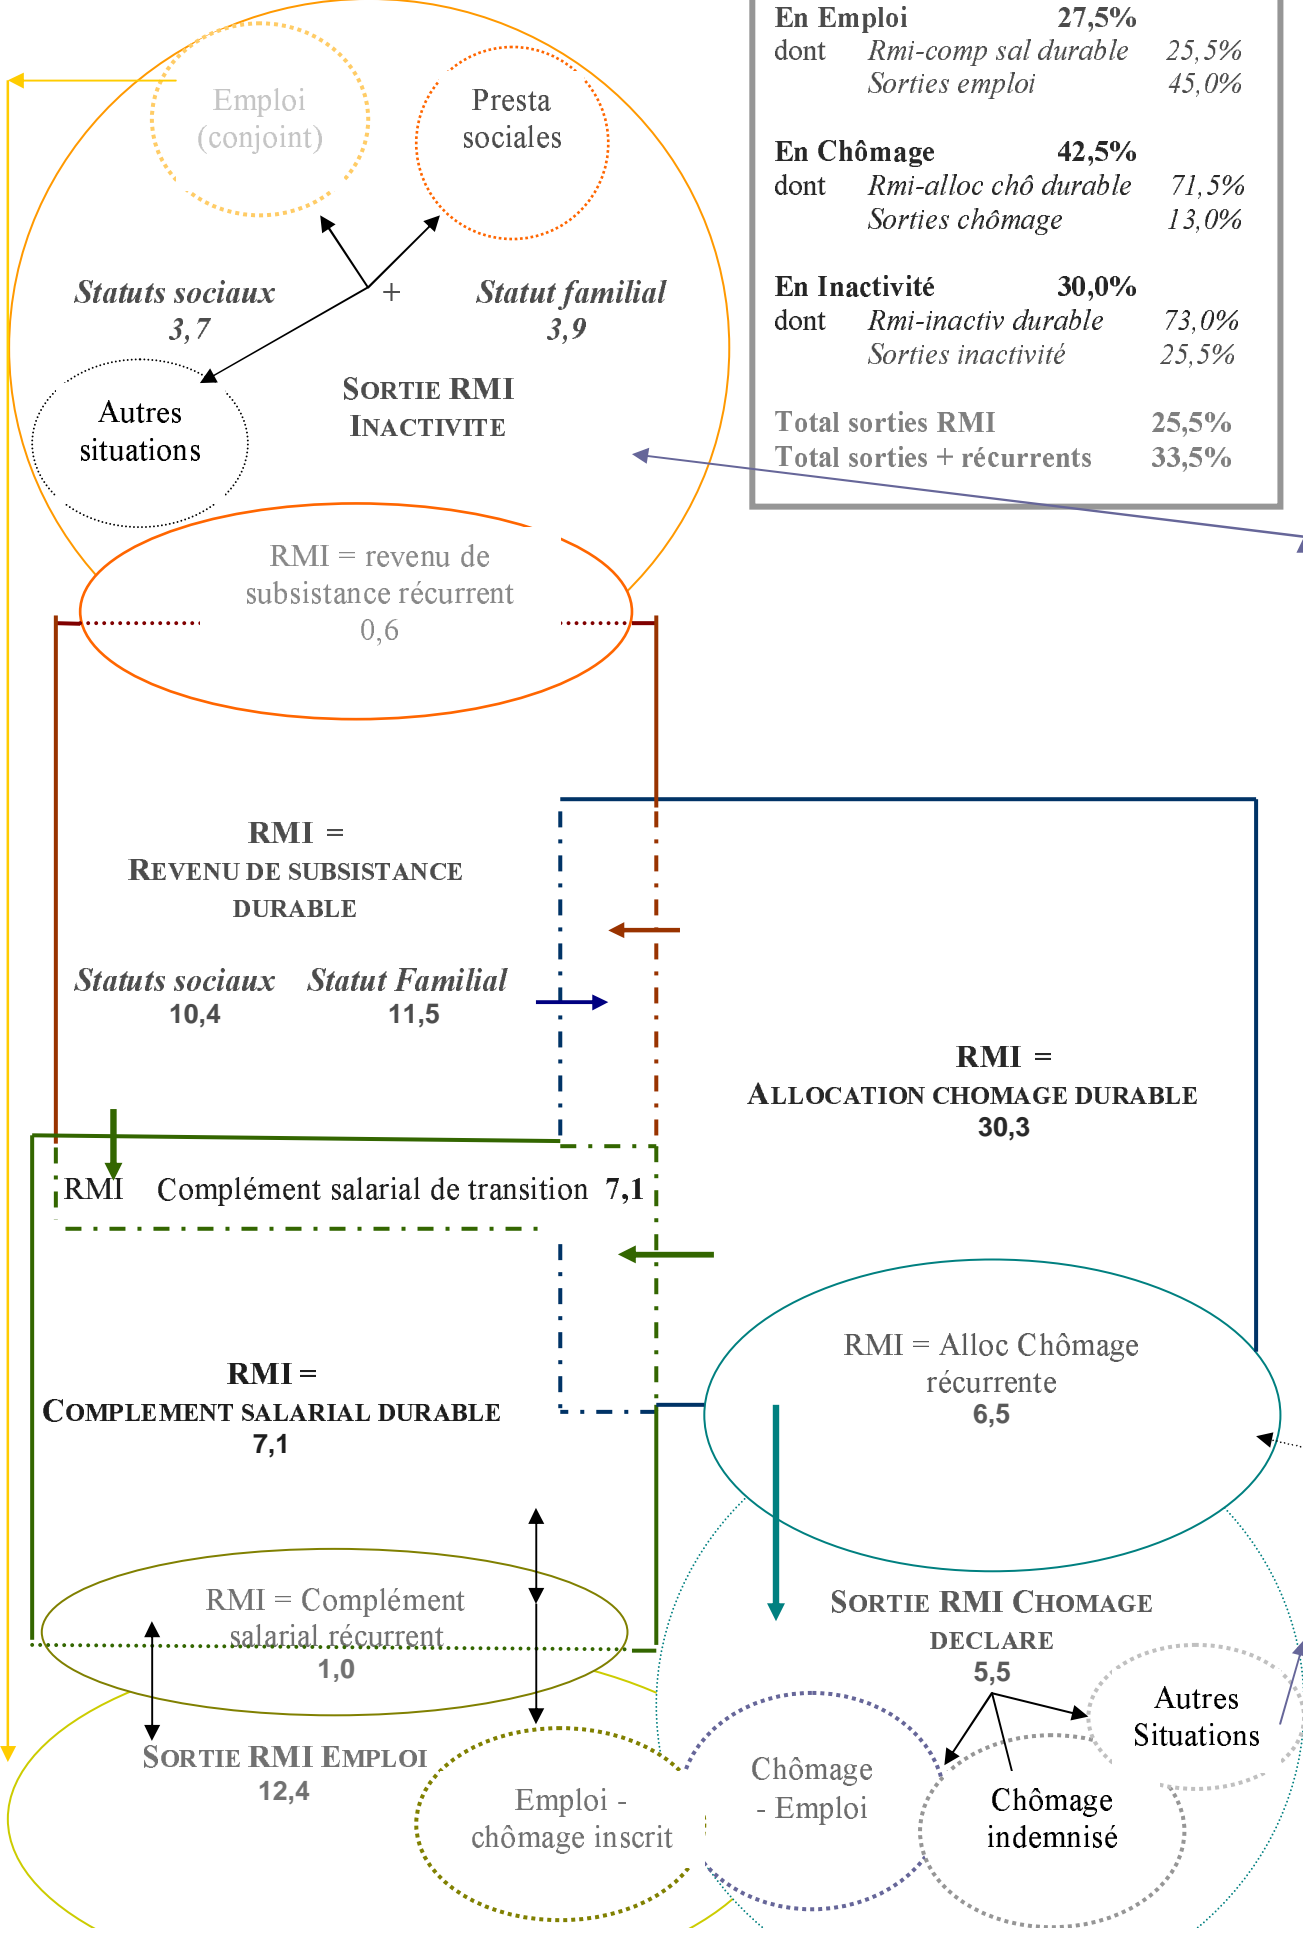 En Emploi 27,5%
dont Rmi-comp sal durable 25,5%
Sorties emploi 45,0%
En Chômage 42,5%
dont Rmi-alloc chô durable 71,5%
Sorties chômage 13,0%
En Inactivité 30,0%
dont Rmi-inactiv durable 73,0%
Sorties inactivité 25,5%
Total sorties RMI 25,5%
Total sorties + récurrents 33,5%
Emploi
(conjoint)
Presta
sociales
Statuts sociaux
3,7
+
Statut familial
3,9
Autres
situations
SORTIE RMI
INACTIVITE
RMI = revenu de
subsistance récurrent
0,6
RMI =
REVENU DE SUBSISTANCE
DURABLE
Statuts sociaux Statut Familial
10,4 11,5
RMI =
ALLOCATION CHOMAGE DURABLE
30,3
RMI Complément salarial de transition 7,1
RMI =
COMPLEMENT SALARIAL DURABLE
7,1
RMI = Alloc Chômage
récurrente
6,5
RMI = Complément
salarial récurrent
1,0
SORTIE RMI CHOMAGE
DECLARE
5,5
SORTIE RMI EMPLOI
12,4
Emploi -
chômage inscrit
Chômage
- Emploi
Chômage
indemnisé
Autres
Situations